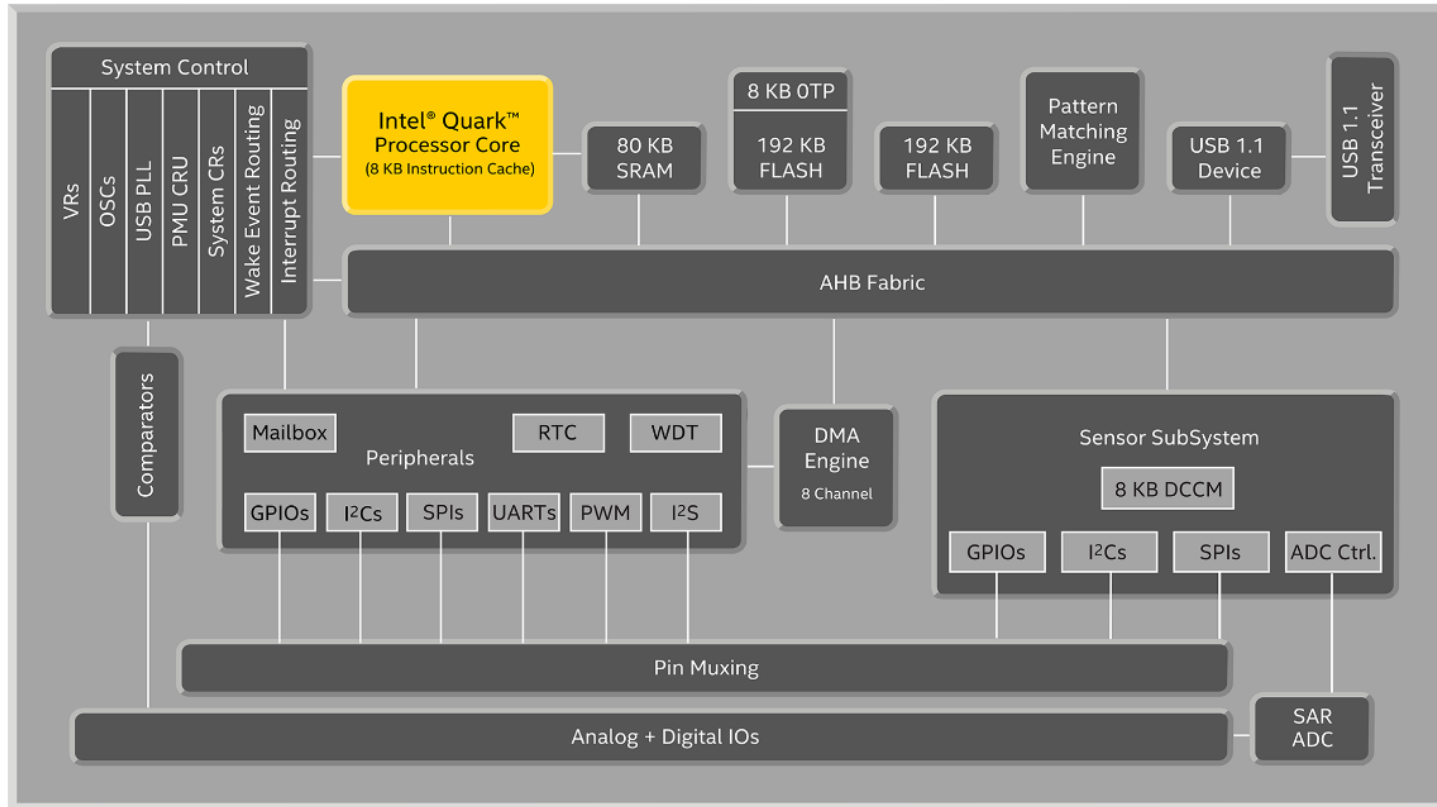 System Control
VRs
OSCs
USB PLL
PMU CRU
System CRs
Wake Event Routing
Interrupt Routing
Intel® Quark™
Processor Core
(8 KB Instruction Cache)
80 KB
SRAM
8 KB OTP
192 KB
FLASH
192 KB
FLASH
Pattern
Matching
Engine
USB 1.1
Device
USB 1.1
Transceiver
AHB Fabric
Comparators
Mailbox
RTC
WDT
Peripherals
GPIOs
I²Cs
SPIs
UARTs
PWM
I²S
DMA
Engine
8 Channel
Sensor SubSystem
8 KB DCCM
GPIOs
I²Cs
SPIs
ADC Ctrl.
Pin Muxing
Analog + Digital IOs
SAR
ADC